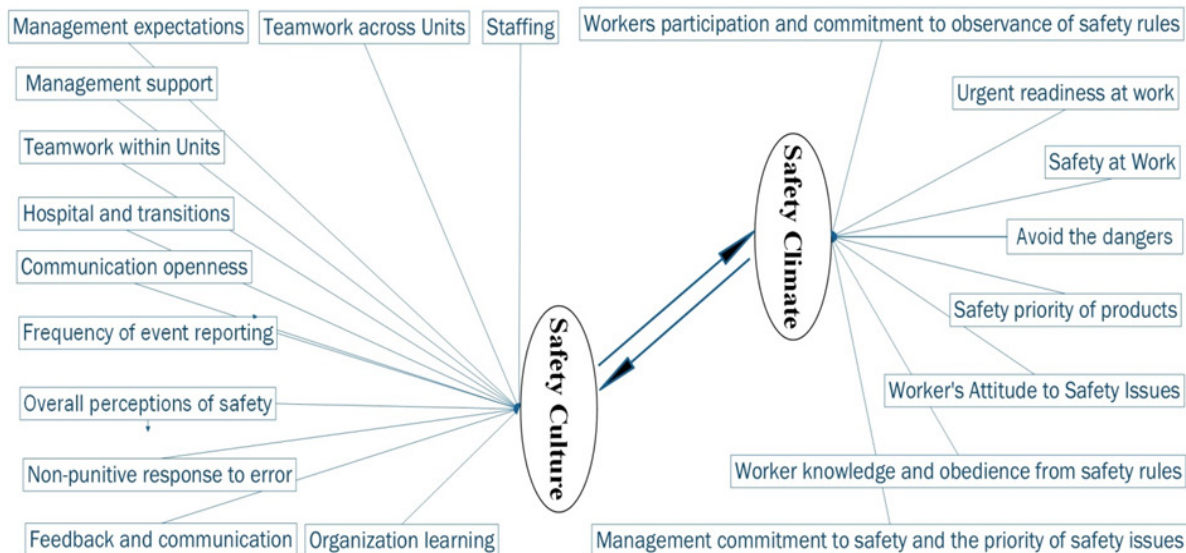 Management expectations
Teamwork across Units
Staffing
Management support
Teamwork within Units
Hospital and transitions
Communication openness
Frequency of event reporting
Overall perceptions of safety
Non-punitive response to error
Feedback and communication
Organization learning
Safety Culture
Safety Climate
Workers participation and commitment to observance of safety rules
Urgent readiness at work
Safety at Work
Avoid the dangers
Safety priority of products
Worker's Attitude to Safety Issues
Worker knowledge and obedience from safety rules
Management commitment to safety and the priority of safety issues